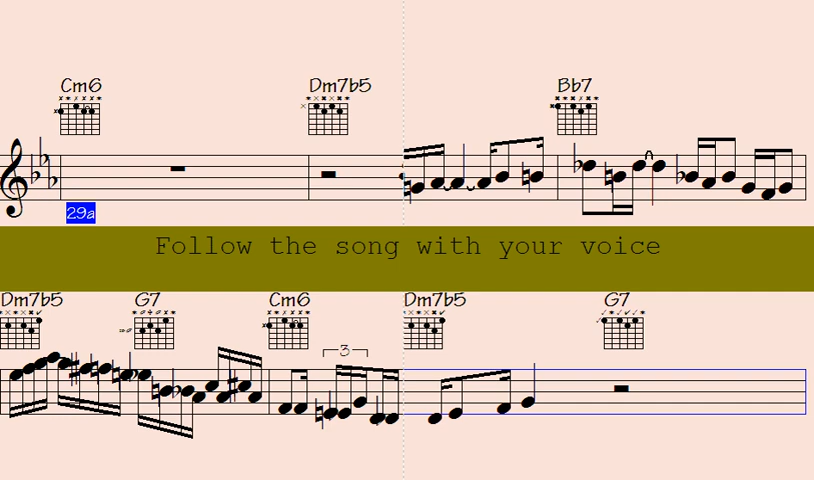 Cm6 Dm7b5 Bb7
29a
Follow the song with your voice
Dm7b5 G7 Cm6 Dm7b5 G7
3